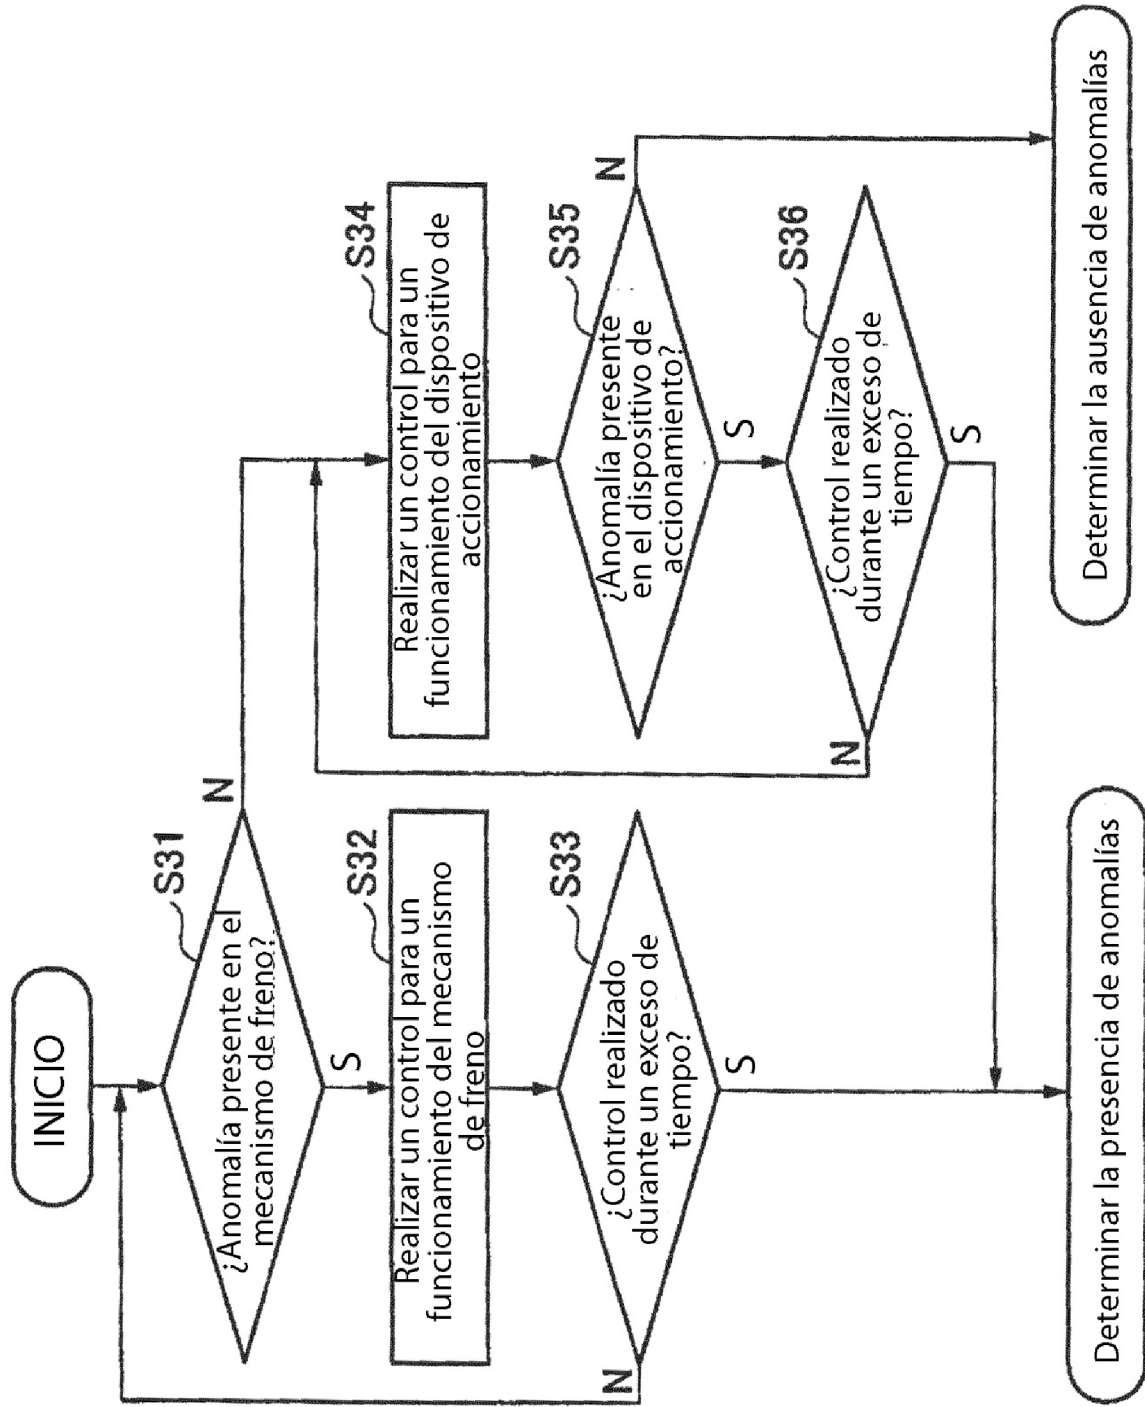 INICIO
S31
¿Anomalía presente en el
mecanismo de freno?
N
S
S32
Realizar un control para un
funcionamiento del mecanismo
de freno
S33
¿Control realizado
durante un exceso de
tiempo?
N
S
S34
Realizar un control para un
funcionamiento del dispositivo de
accionamiento
S35
¿Anomalía presente
en el dispositivo de
accionamiento?
N
S
S36
¿Control realizado
durante un exceso de
tiempo?
N
S
Determinar la presencia de anomalías
Determinar la ausencia de anomalías